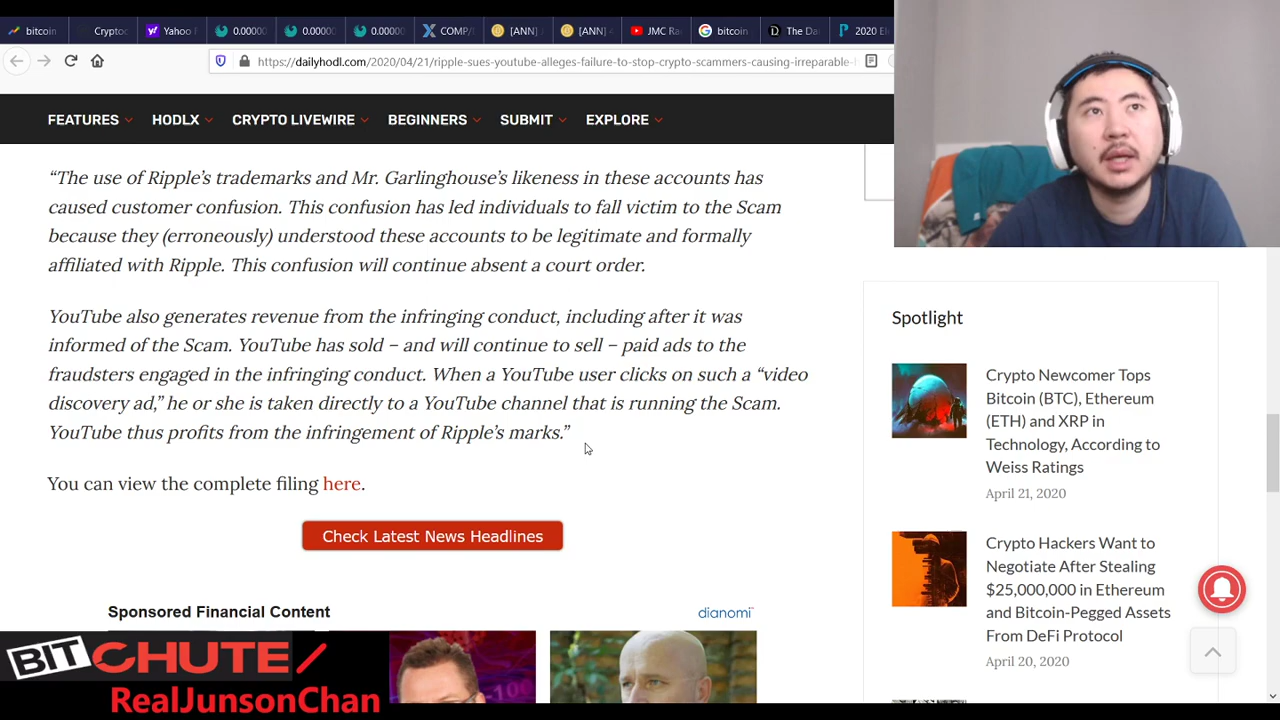 bitcoin
Cryptoc
Yahoo F
0.00000
0.00000
0.00000
COMP/
[ANN]
[ANN] 4
JMC Ra
bitcoin
The Da
2020 El
https://dailyhodl.com/2020/04/21/ripple-sues-youtube-alleges-failure-to-stop-crypto-scammers-causing-irreparable-
FEATURES
HODLX
CRYPTO LIVEWIRE
BEGINNERS
SUBMIT
EXPLORE
“The use of Ripple’s trademarks and Mr. Garlinghouse’s likeness in these accounts has
caused customer confusion. This confusion has led individuals to fall victim to the Scam
because they (erroneously) understood these accounts to be legitimate and formally
affiliated with Ripple. This confusion will continue absent a court order.
YouTube also generates revenue from the infringing conduct, including after it was
informed of the Scam. YouTube has sold – and will continue to sell – paid ads to the
fraudsters engaged in the infringing conduct. When a YouTube user clicks on such a “video
discovery ad,” he or she is taken directly to a YouTube channel that is running the Scam.
YouTube thus profits from the infringement of Ripple’s marks.”
You can view the complete filing here.
Check Latest News Headlines
Sponsored Financial Content
dianomi
Spotlight
Crypto Newcomer Tops
Bitcoin (BTC), Ethereum
(ETH) and XRP in
Technology, According to
Weiss Ratings
April 21, 2020
Crypto Hackers Want to
Negotiate After Stealing
$25,000,000 in Ethereum
and Bitcoin-Pegged Assets
From DeFi Protocol
April 20, 2020
BITCHUTE
RealJunsonChan